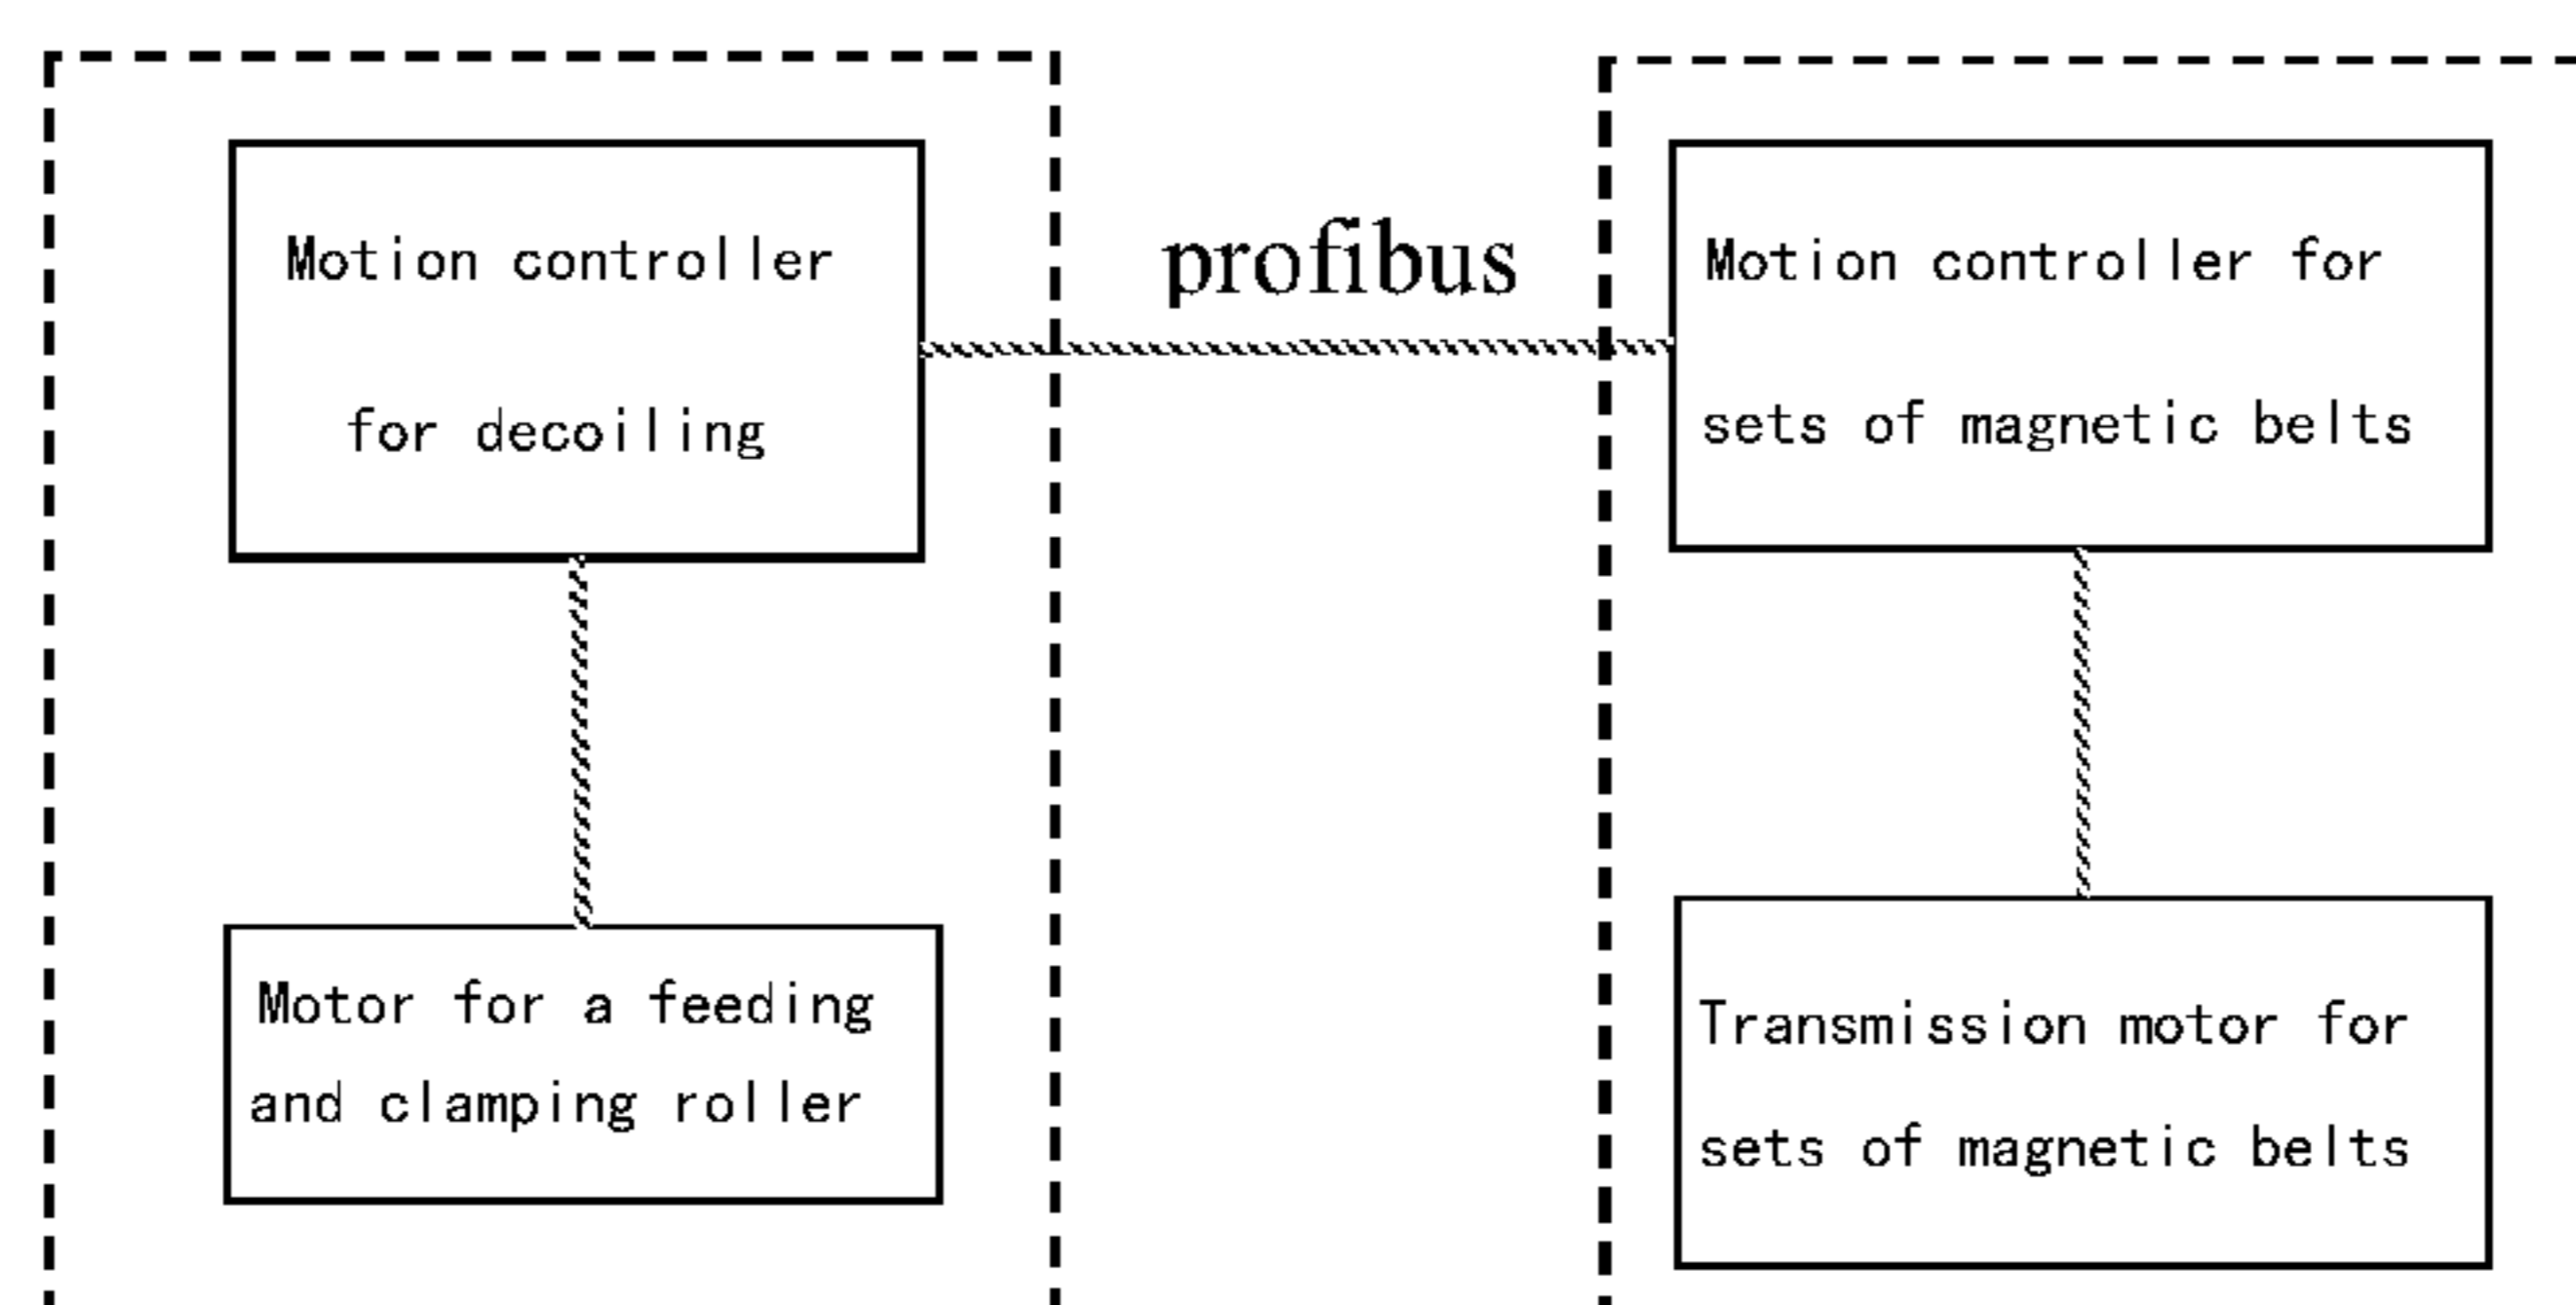 Motion controller
for decoiling
profibus
Motion controller for
sets of magnetic belts
Motor for a feeding
and clamping roller
Transmission motor for
sets of magnetic belts